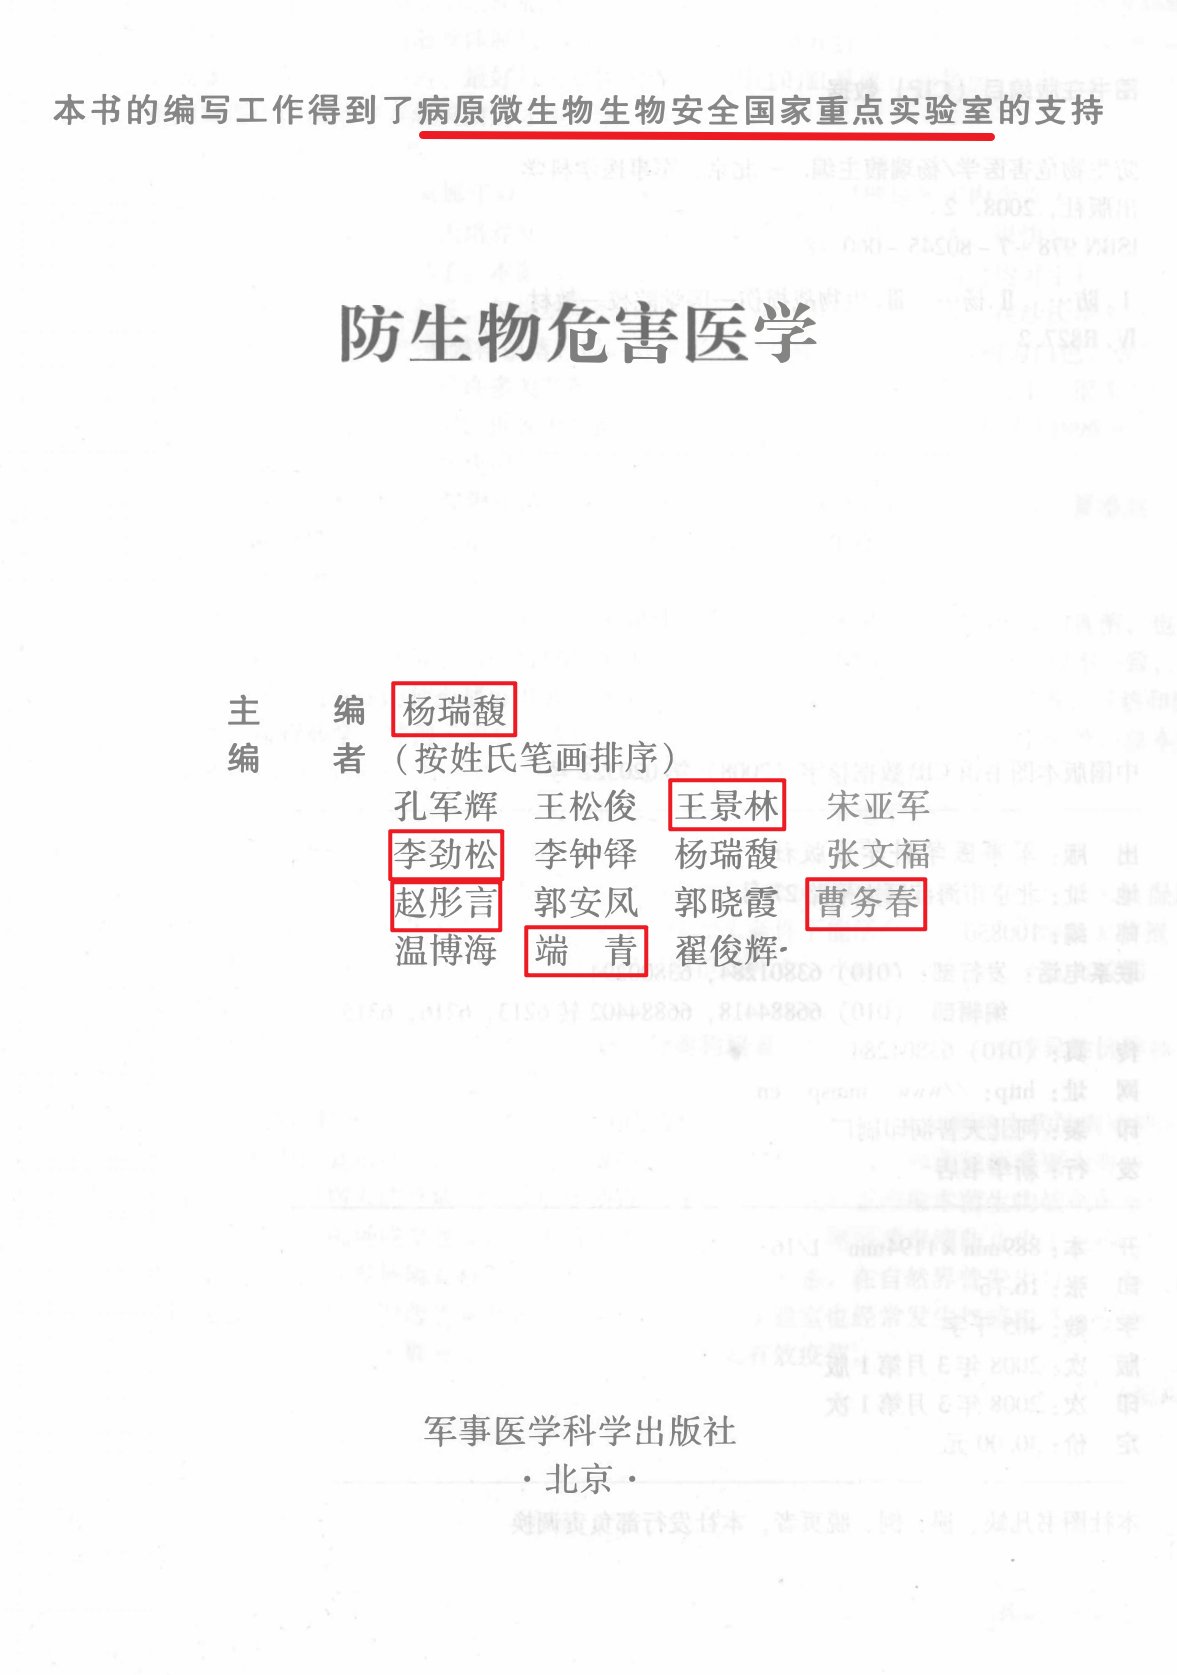 本书的编写工作得到了病原微生物生物安全国家重点实验室的支持
防生物危害医学
主 编 杨瑞馥
编 者 (按姓氏笔画排序)
孔军辉 王松俊 王景林 宋亚军
李劲松 李钟铎 杨瑞馥 张文福
赵彤言 郭安凤 郭晓霞 曹务春
温博海 端 青 翟俊辉
军事医学科学出版社
·北京·